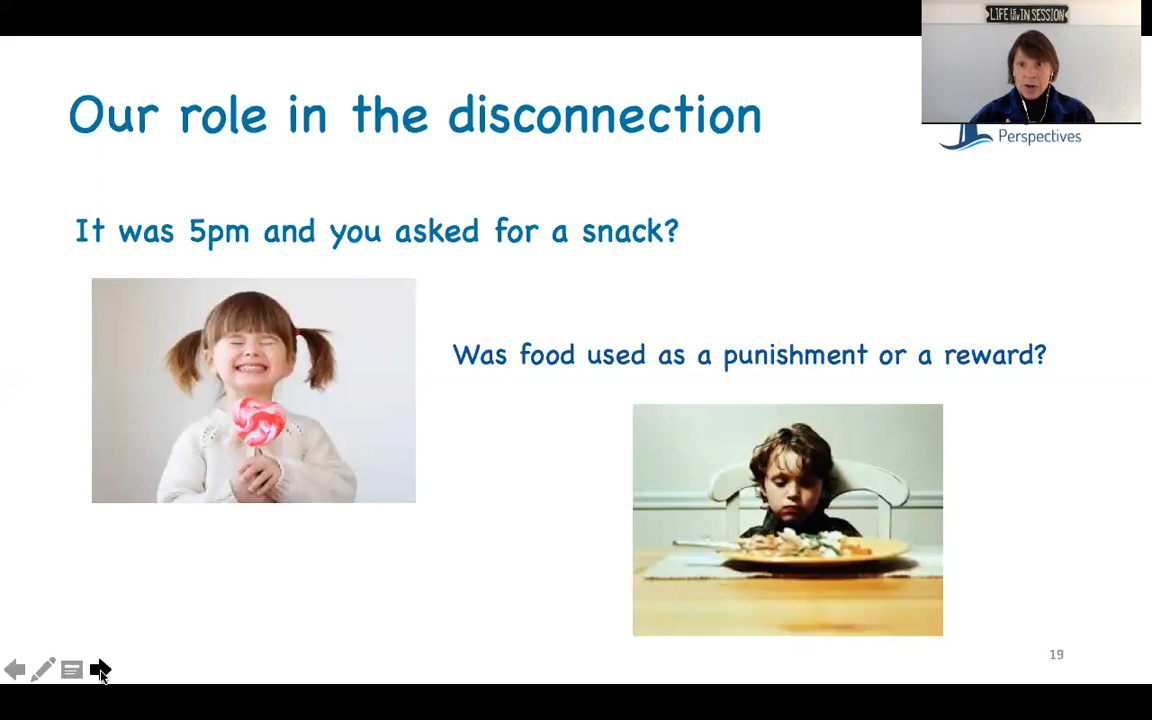 LIFE IS IN SESSION
Our role in the disconnection
Perspectives
It was 5pm and you asked for a snack?
Was food used as a punishment or a reward?
19